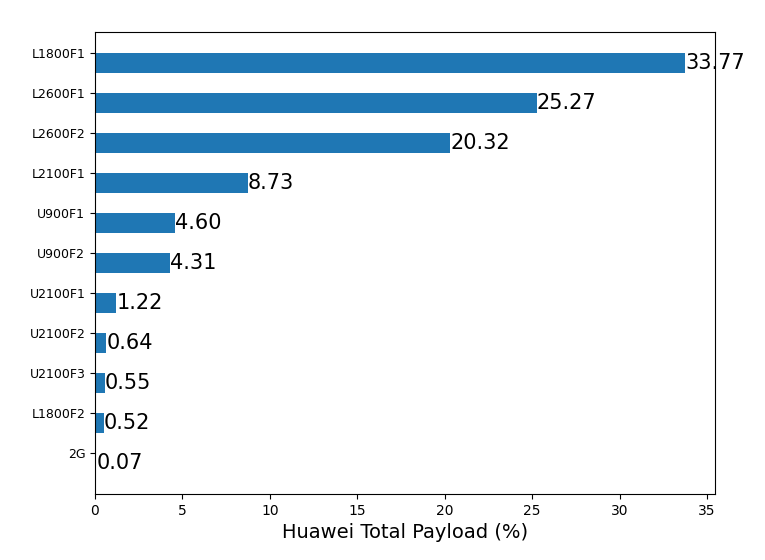 L1800F1 33.77
L2600F1 25.27
L2600F2 20.32
L2100F1 8.73
U900F1 4.60
U900F2 4.31
U2100F1 1.22
U2100F2 0.64
U2100F3 0.55
L1800F2 0.52
2G 0.07
0 5 10 15 20 25 30 35
Huawei Total Payload (%)